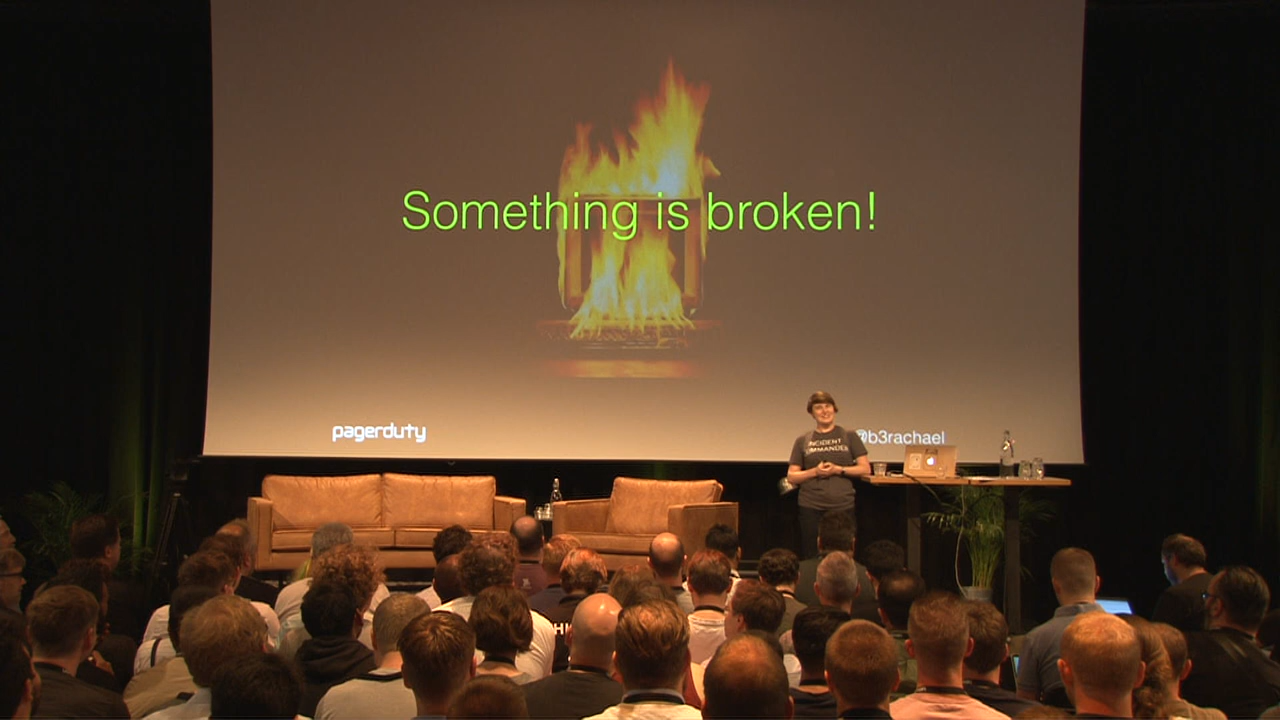 Something is broken!
pagerduty
@b3rachael
INCIDENT
COMMANDER